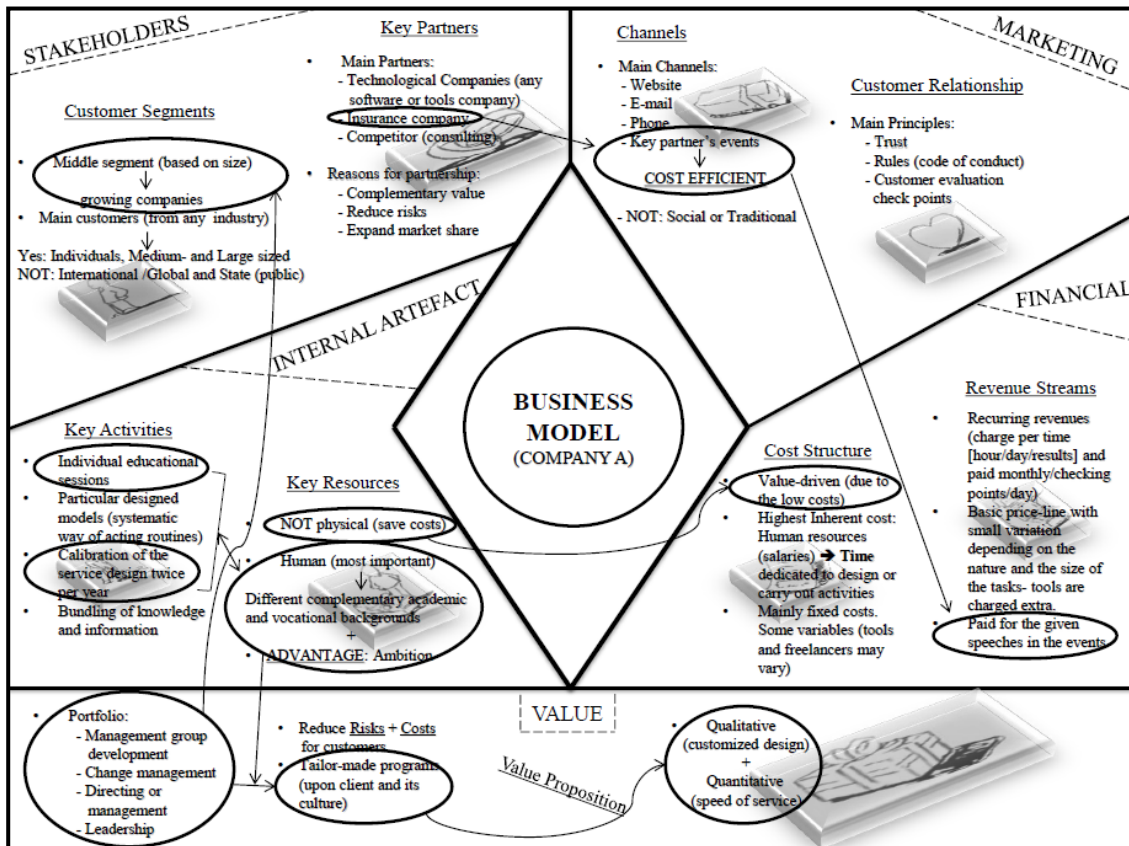 STAKEHOLDERS
Key Partners
• Main Partners:
- Technological Companies (any
software or tools company)
- Insurance company
- Competitor (consulting)
• Reasons for partnership:
- Complementary value
- Reduce risks
- Expand market share
Customer Segments
• Middle segment (based on size)
growing companies
• Main customers (from any industry)
Yes: Individuals, Medium- and Large sized
NOT: International /Global and State (public)
Channels
• Main Channels:
- Website
- E-mail
- Phone
- Key partner's events
COST EFFICIENT
- NOT: Social or Traditional
MARKETING
Customer Relationship
• Main Principles:
- Trust
- Rules (code of conduct)
- Customer evaluation
check points
INTERNAL ARTEFACT
Key Activities
• Individual educational
sessions
• Particular designed
models (systematic
way of acting routines)
• Calibration of the
service design twice
per year
• Bundling of knowledge
and information
Key Resources
• NOT physical (save costs)
• Human (most important)
Different complementary academic
and vocational backgrounds
+
• ADVANTAGE: Ambition
BUSINESS
MODEL
(COMPANY A)
FINANCIAL
Cost Structure
• Value-driven (due to
the low costs)
• Highest Inherent cost:
Human resources
(salaries) ➔ Time
dedicated to design or
carry out activities
• Mainly fixed costs.
Some variables (tools
and freelancers may
vary)
Revenue Streams
• Recurring revenues
(charge per time
[hour/day/results] and
paid monthly/checking
points/day)
• Basic price-line with
small variation
depending on the
nature and the size of
the tasks- tools are
charged extra.
• Paid for the given
speeches in the events
VALUE
• Portfolio:
- Management group
development
- Change management
- Directing or
management
- Leadership
• Reduce Risks + Costs
for customers
• Tailor-made programs
(upon client and its
culture)
Value Proposition
• Qualitative
(customized design)
+
Quantitative
(speed of service)